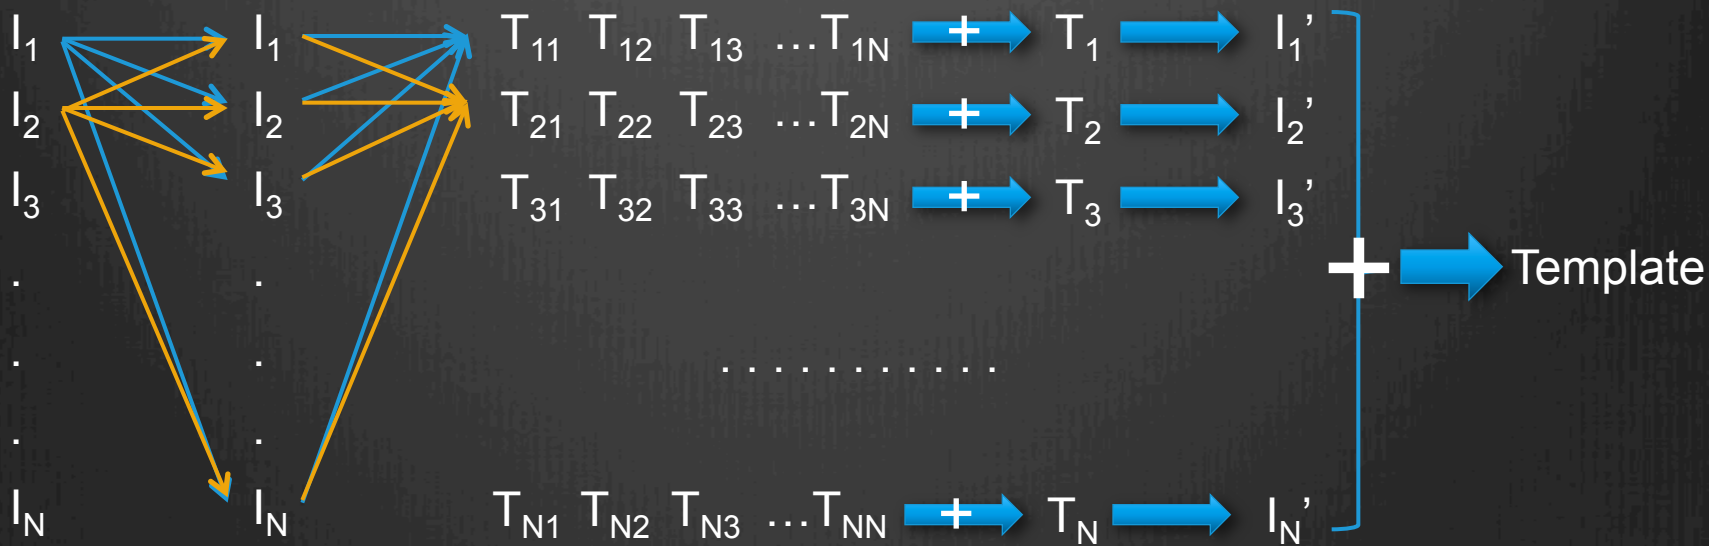 I₁ I₁ T₁₁ T₁₂ T₁₃ ...T₁N + T₁ I₁’
I₂ I₂ T₂₁ T₂₂ T₂₃ ...T₂N + T₂ I₂’
I₃ I₃ T₃₁ T₃₂ T₃₃ ...T₃N + T₃ I₃’
+ Template
. .
. . . . . . . . . . . . .
. .
IN IN TN1 TN2 TN3 ...TNN + TN IN’